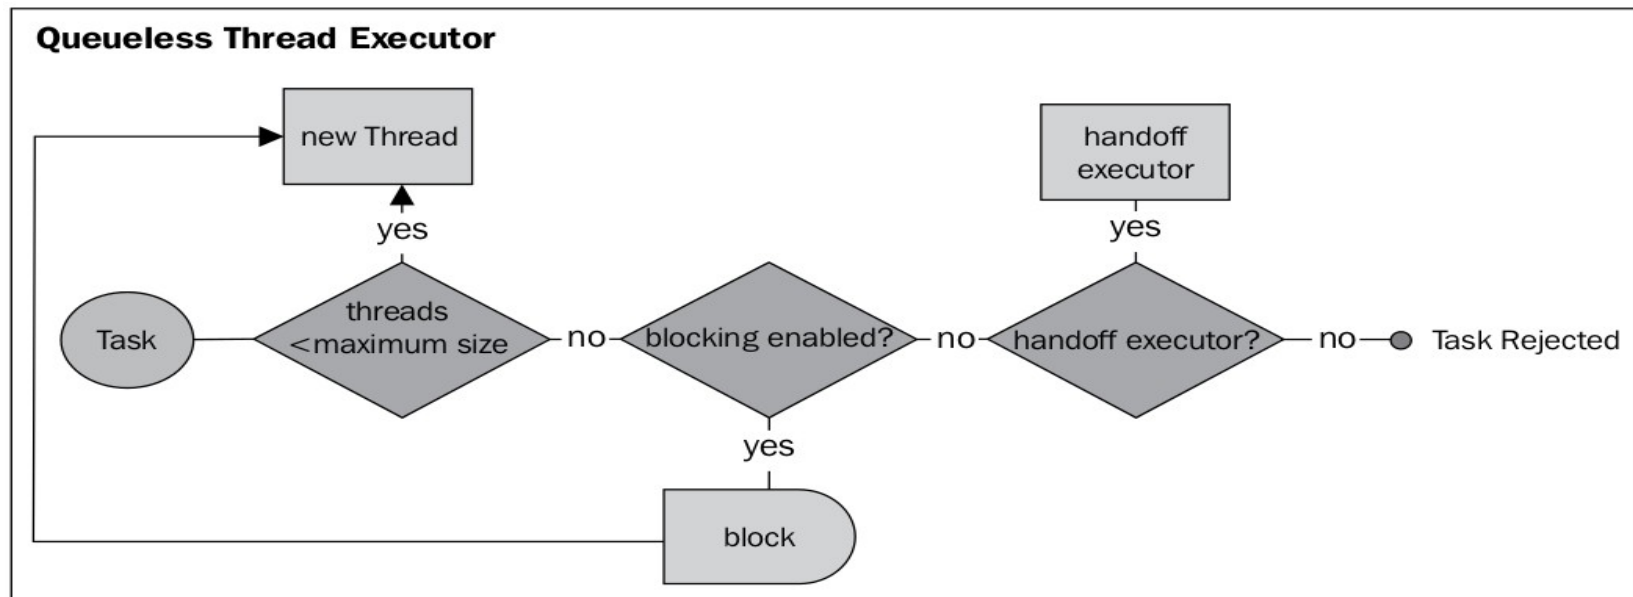 Queueless Thread Executor
new Thread
handoff
executor
yes
yes
threads
<maximum size
Task
no
blocking enabled?
no
handoff executor?
no
Task Rejected
yes
block